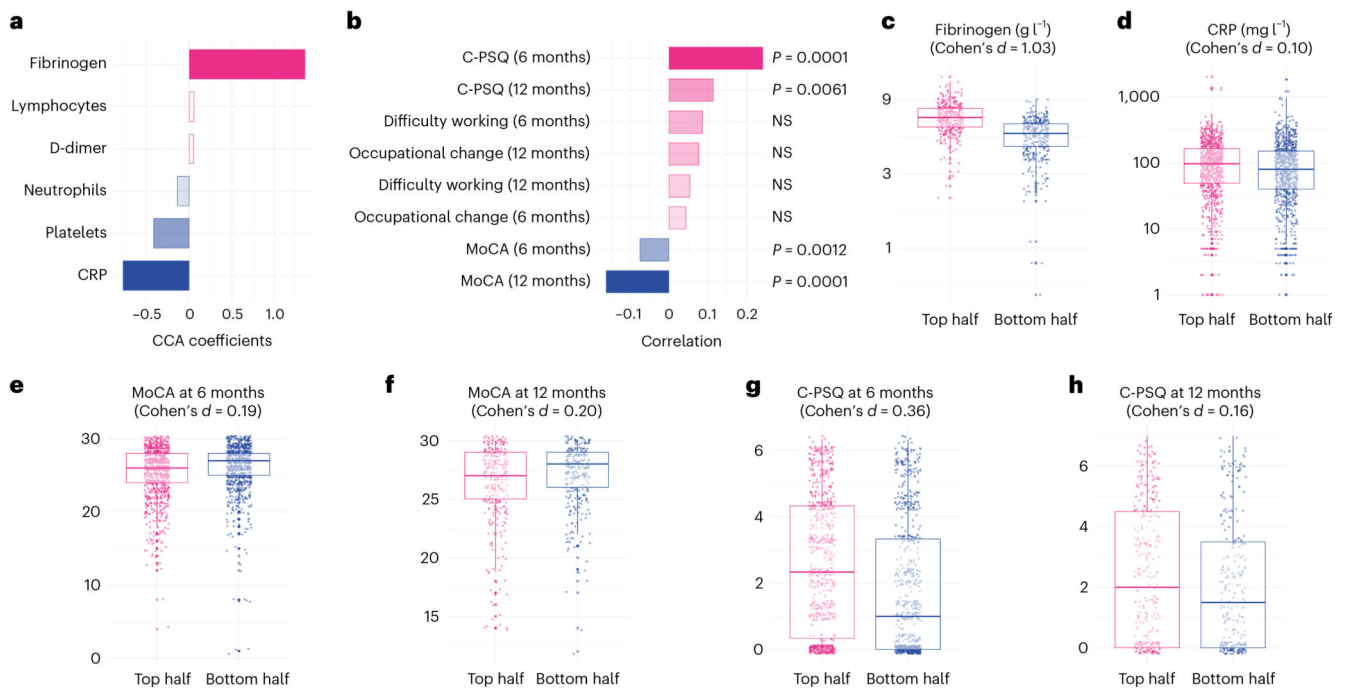 a
Fibrinogen
Lymphocytes
D-dimer
Neutrophils
Platelets
CRP
−0.5 0 0.5 1.0
CCA coefficients
b
C-PSQ (6 months) P = 0.0001
C-PSQ (12 months) P = 0.0061
Difficulty working (6 months) NS
Occupational change (12 months) NS
Difficulty working (12 months) NS
Occupational change (6 months) NS
MoCA (6 months) P = 0.0012
MoCA (12 months) P = 0.0001
−0.1 0 0.1 0.2
Correlation
c
Fibrinogen (g l⁻¹)
(Cohen's d = 1.03)
9
3
1
Top half Bottom half
d
CRP (mg l⁻¹)
(Cohen's d = 0.10)
1,000
100
10
1
Top half Bottom half
e
MoCA at 6 months
(Cohen's d = 0.19)
30
20
10
0
Top half Bottom half
f
MoCA at 12 months
(Cohen's d = 0.20)
30
25
20
15
Top half Bottom half
g
C-PSQ at 6 months
(Cohen's d = 0.36)
6
4
2
0
Top half Bottom half
h
C-PSQ at 12 months
(Cohen's d = 0.16)
6
4
2
0
Top half Bottom half